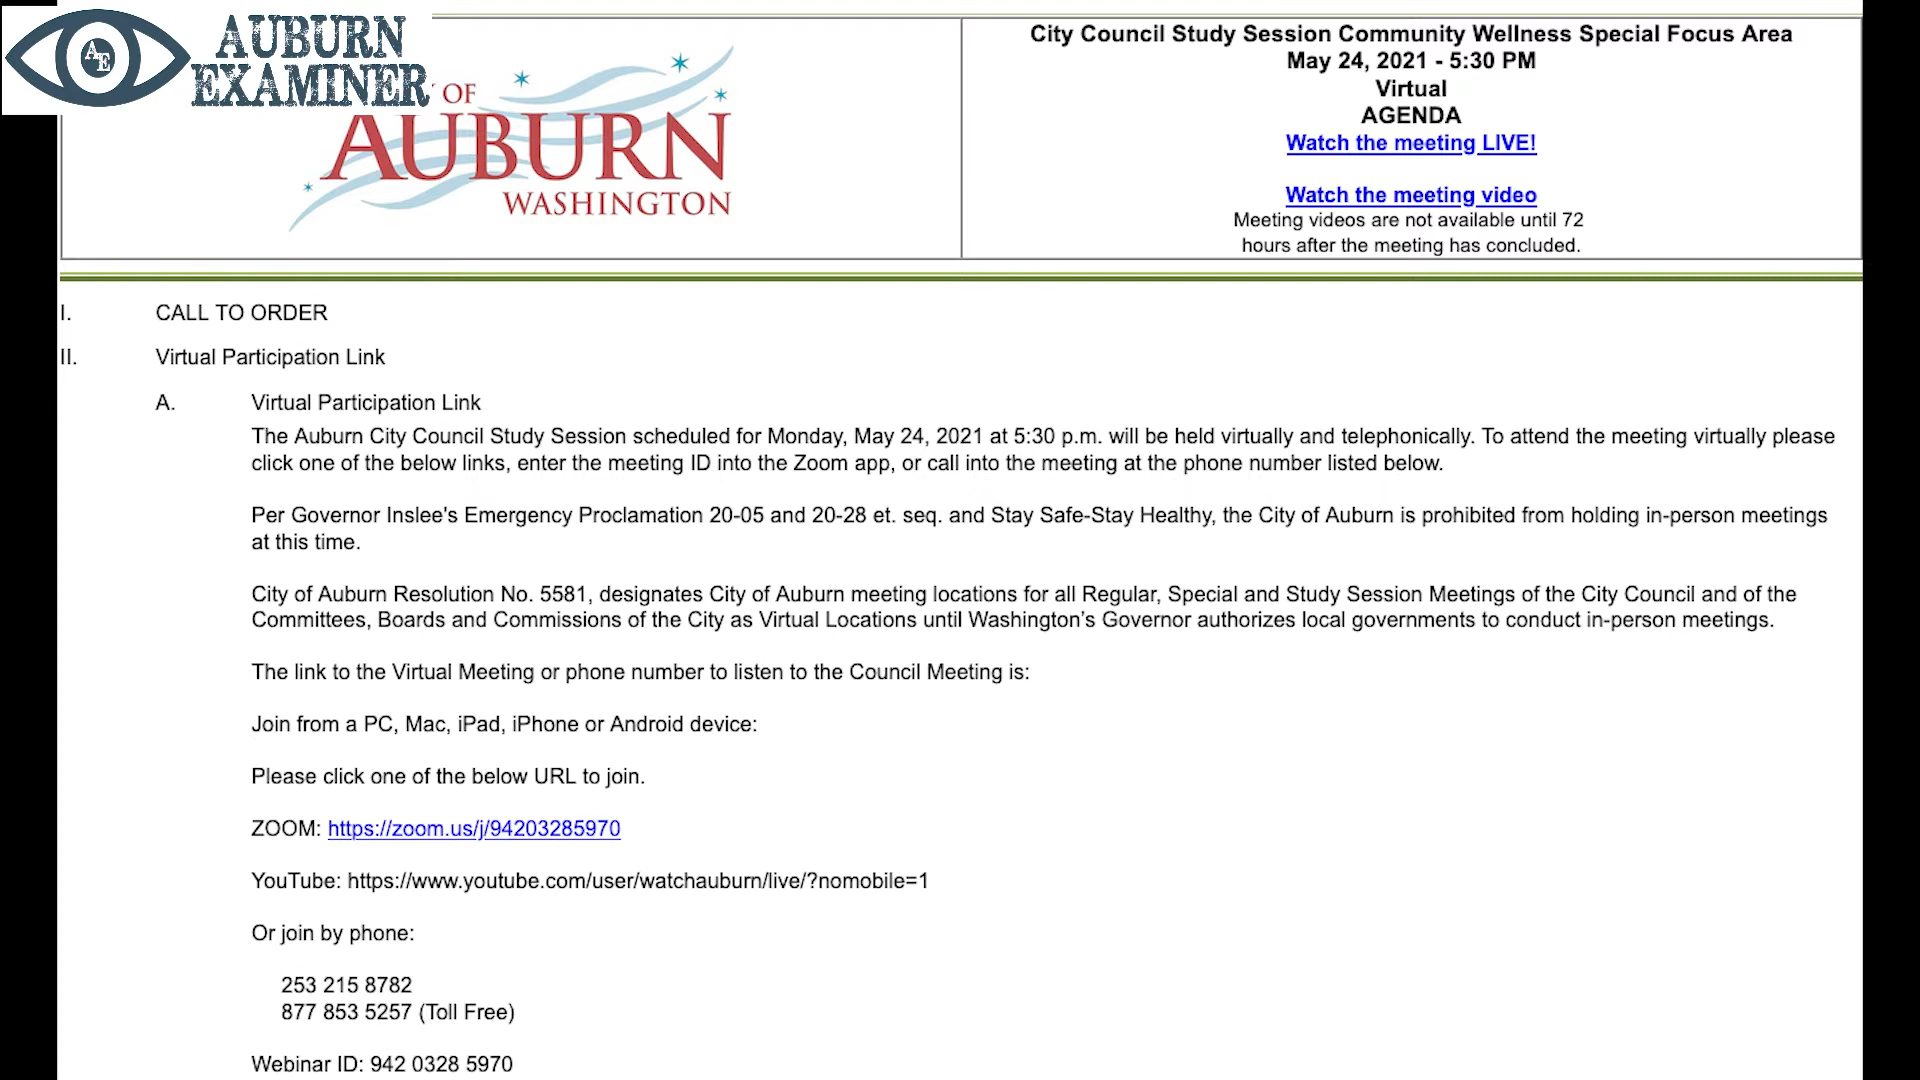 AUBURN
EXAMINER
AE
OF
AUBURN
WASHINGTON
City Council Study Session Community Wellness Special Focus Area
May 24, 2021 - 5:30 PM
Virtual
AGENDA
Watch the meeting LIVE!
Watch the meeting video
Meeting videos are not available until 72
hours after the meeting has concluded.
I. CALL TO ORDER
II. Virtual Participation Link
A. Virtual Participation Link
The Auburn City Council Study Session scheduled for Monday, May 24, 2021 at 5:30 p.m. will be held virtually and telephonically. To attend the meeting virtually please
click one of the below links, enter the meeting ID into the Zoom app, or call into the meeting at the phone number listed below.
Per Governor Inslee's Emergency Proclamation 20-05 and 20-28 et. seq. and Stay Safe-Stay Healthy, the City of Auburn is prohibited from holding in-person meetings
at this time.
City of Auburn Resolution No. 5581, designates City of Auburn meeting locations for all Regular, Special and Study Session Meetings of the City Council and of the
Committees, Boards and Commissions of the City as Virtual Locations until Washington’s Governor authorizes local governments to conduct in-person meetings.
The link to the Virtual Meeting or phone number to listen to the Council Meeting is:
Join from a PC, Mac, iPad, iPhone or Android device:
Please click one of the below URL to join.
ZOOM: https://zoom.us/j/94203285970
YouTube: https://www.youtube.com/user/watchauburn/live/?nomobile=1
Or join by phone:
253 215 8782
877 853 5257 (Toll Free)
Webinar ID: 942 0328 5970